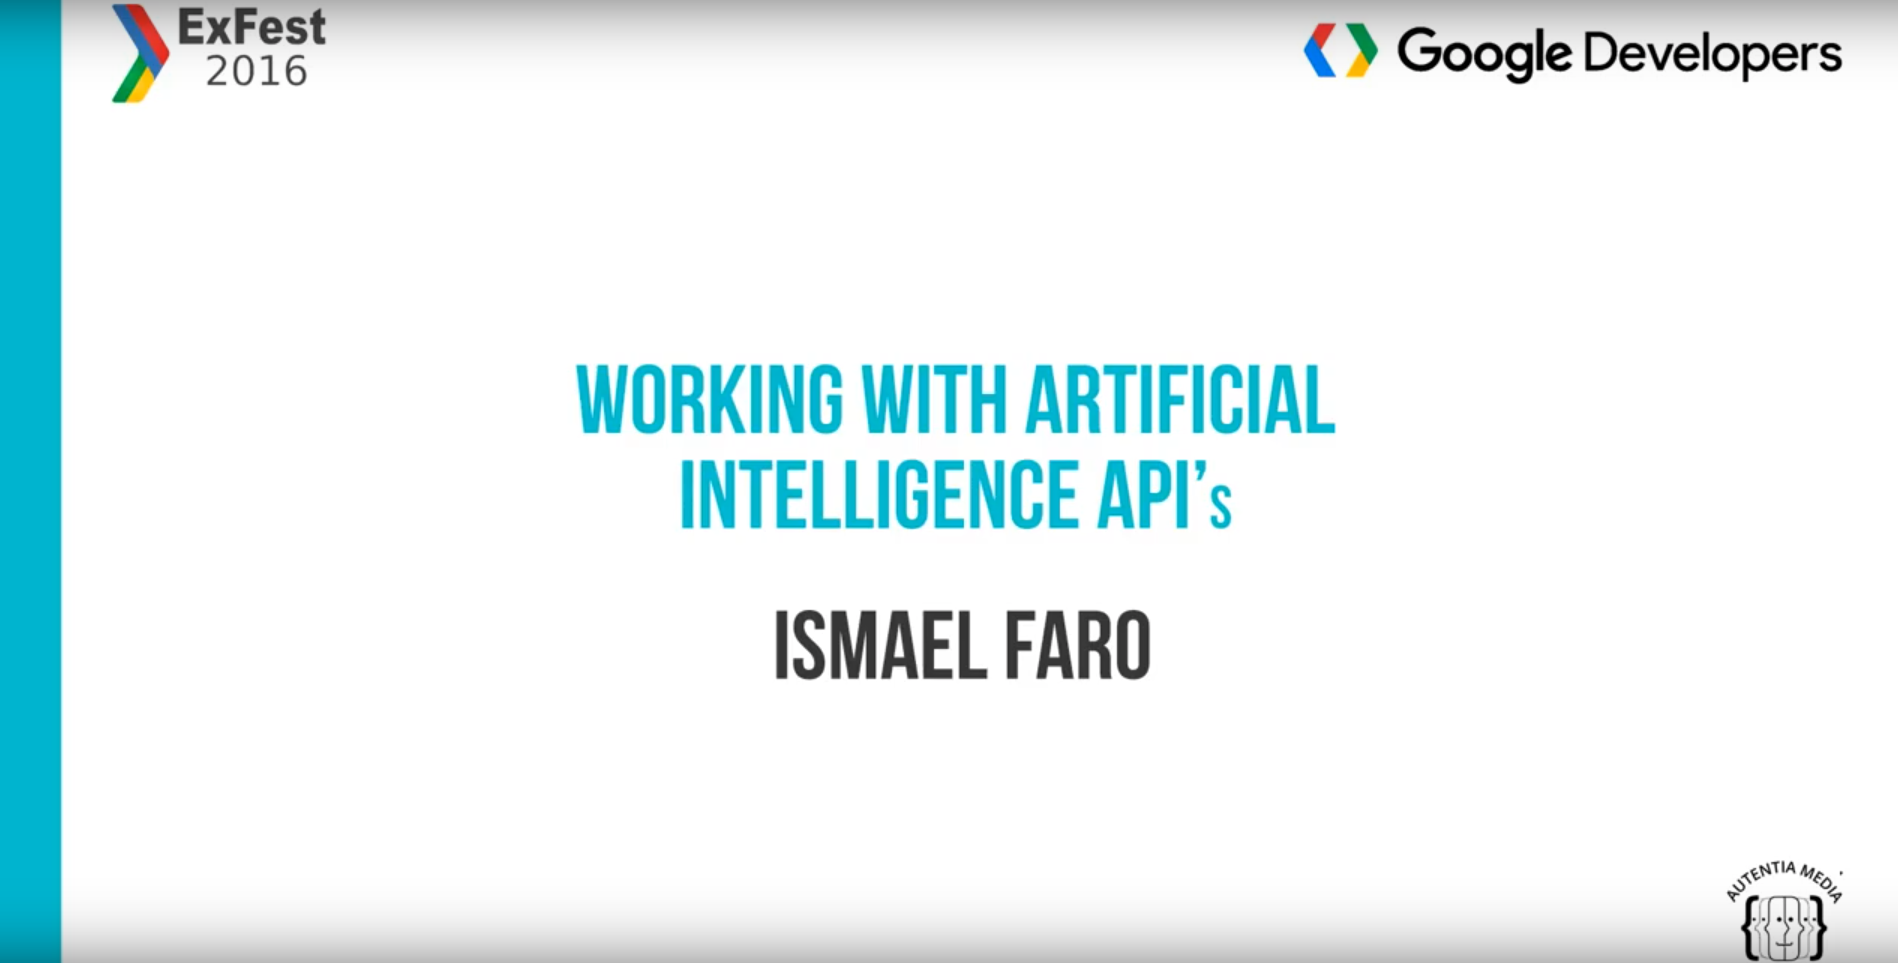 ExFest
2016
Google Developers
WORKING WITH ARTIFICIAL
INTELLIGENCE API's
ISMAEL FARO
AUTENTIA MEDIA